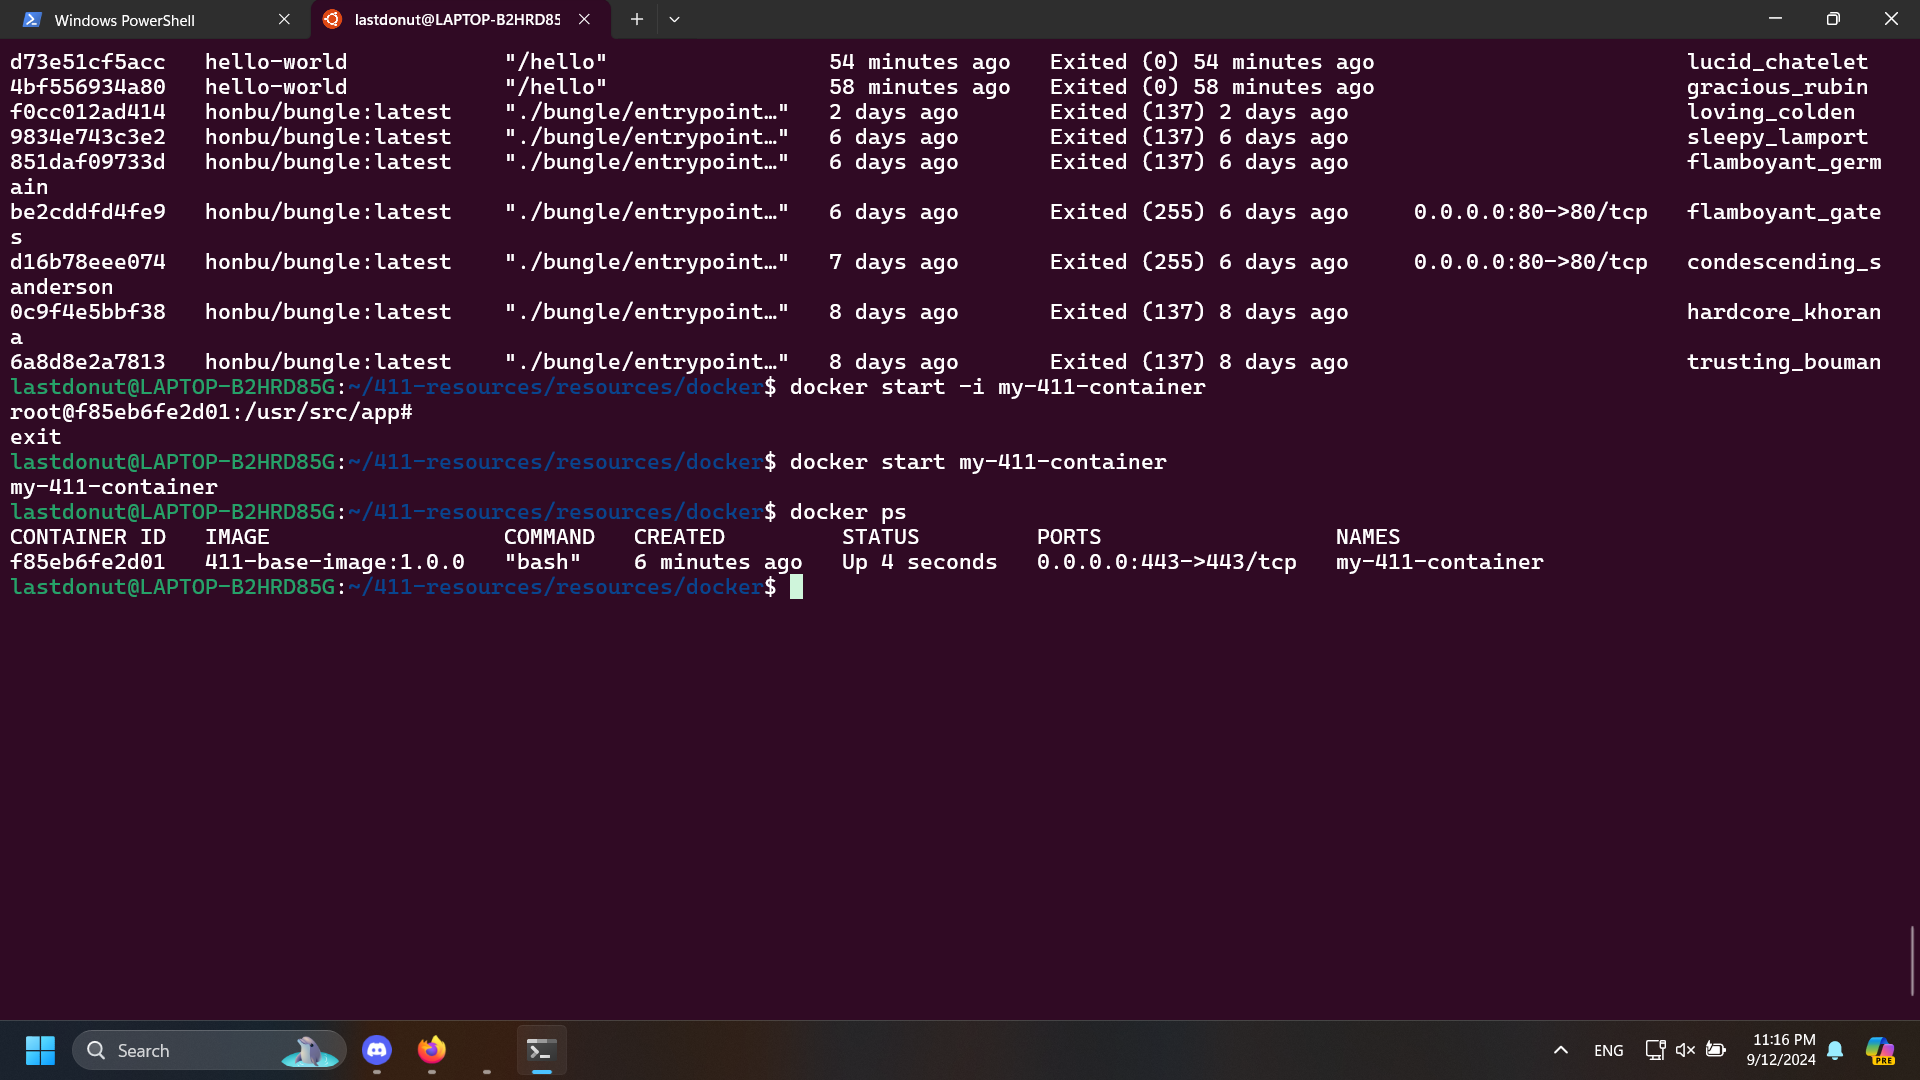 Windows PowerShell
lastdonut@LAPTOP-B2HRD85
d73e51cf5acc hello-world "/hello" 54 minutes ago Exited (0) 54 minutes ago lucid_chatelet
4bf556934a80 hello-world "/hello" 58 minutes ago Exited (0) 58 minutes ago gracious_rubin
f0cc012ad414 honbu/bungle:latest "./bungle/entrypoint…" 2 days ago Exited (137) 2 days ago loving_colden
9834e743c3e2 honbu/bungle:latest "./bungle/entrypoint…" 6 days ago Exited (137) 6 days ago sleepy_lamport
851daf09733d honbu/bungle:latest "./bungle/entrypoint…" 6 days ago Exited (137) 6 days ago flamboyant_germ
ain
be2cddfd4fe9 honbu/bungle:latest "./bungle/entrypoint…" 6 days ago Exited (255) 6 days ago 0.0.0.0:80->80/tcp flamboyant_gate
s
d16b78eee074 honbu/bungle:latest "./bungle/entrypoint…" 7 days ago Exited (255) 6 days ago 0.0.0.0:80->80/tcp condescending_s
anderson
0c9f4e5bbf38 honbu/bungle:latest "./bungle/entrypoint…" 8 days ago Exited (137) 8 days ago hardcore_khoran
a
6a8d8e2a7813 honbu/bungle:latest "./bungle/entrypoint…" 8 days ago Exited (137) 8 days ago trusting_bouman
lastdonut@LAPTOP-B2HRD85G:~/411-resources/resources/docker$ docker start -i my-411-container
root@f85eb6fe2d01:/usr/src/app#
exit
lastdonut@LAPTOP-B2HRD85G:~/411-resources/resources/docker$ docker start my-411-container
my-411-container
lastdonut@LAPTOP-B2HRD85G:~/411-resources/resources/docker$ docker ps
CONTAINER ID IMAGE COMMAND CREATED STATUS PORTS NAMES
f85eb6fe2d01 411-base-image:1.0.0 "bash" 6 minutes ago Up 4 seconds 0.0.0.0:443->443/tcp my-411-container
lastdonut@LAPTOP-B2HRD85G:~/411-resources/resources/docker$
Search
ENG
11:16 PM
9/12/2024
PRE